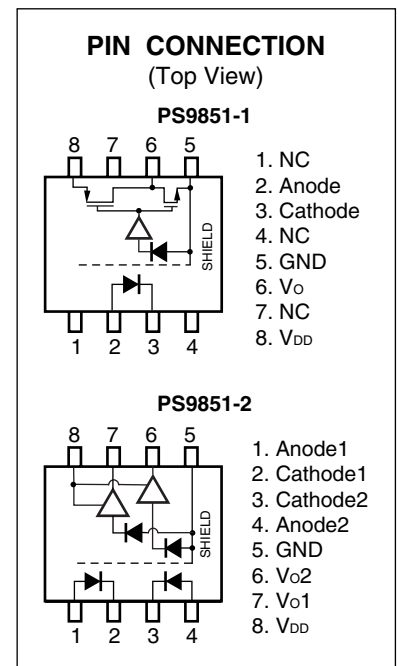 PIN CONNECTION
(Top View)
PS9851-1
8 7 6 5
SHIELD
1 2 3 4
1. NC
2. Anode
3. Cathode
4. NC
5. GND
6. VO
7. NC
8. VDD
PS9851-2
8 7 6 5
SHIELD
1 2 3 4
1. Anode1
2. Cathode1
3. Cathode2
4. Anode2
5. GND
6. VO2
7. VO1
8. VDD